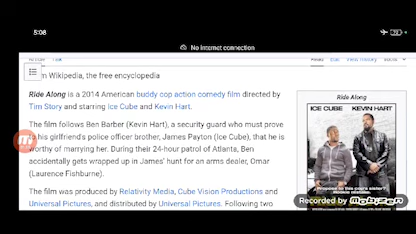 5:08
No internet connection
Wikipedia, the free encyclopedia
Ride Along is a 2014 American buddy cop action comedy film directed by
Tim Story and starring Ice Cube and Kevin Hart.
The film follows Ben Barber (Kevin Hart), a security guard who must prove
to his girlfriend's police officer brother, James Payton (Ice Cube), that he is
worthy of marrying her. During their 24-hour patrol of Atlanta, Ben
accidentally gets wrapped up in James' hunt for an arms dealer, Omar
(Laurence Fishburne).
The film was produced by Relativity Media, Cube Vision Productions and
Universal Pictures, and distributed by Universal Pictures. Following two
Ride Along
ICE CUBE KEVIN HART
Recorded by
mobizen